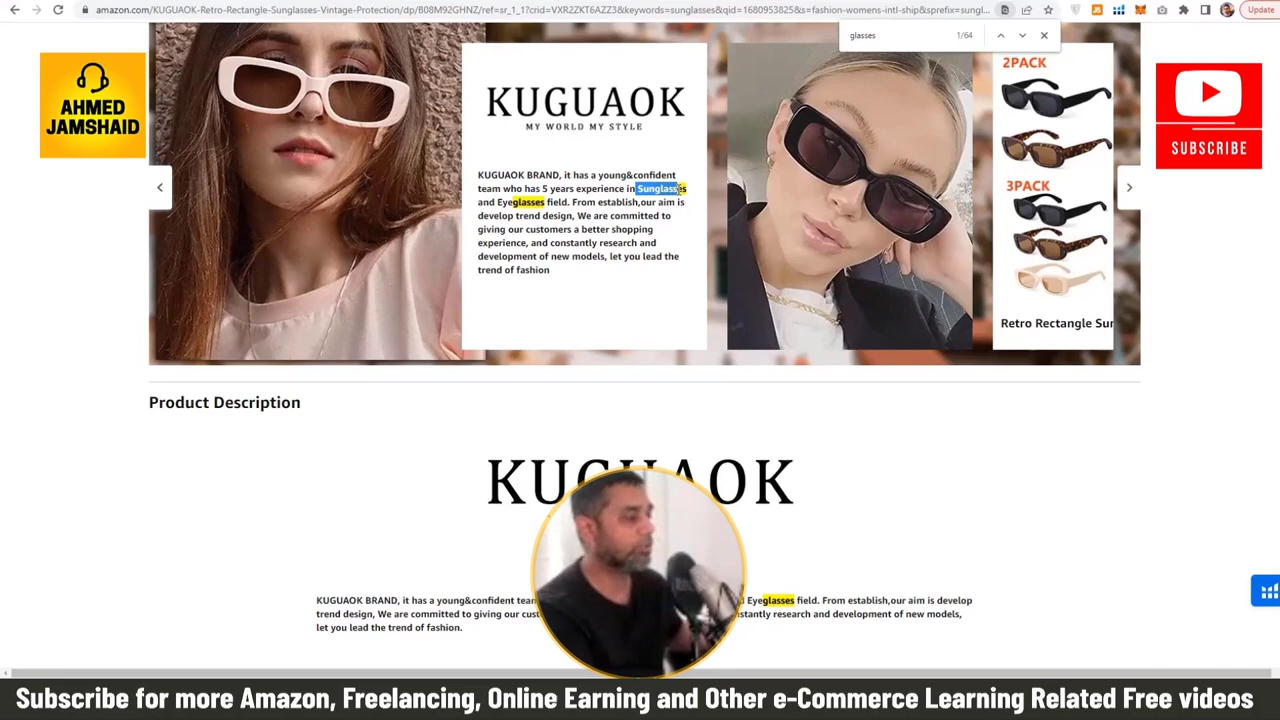 amazon.com/KUGUAOK-Retro-Rectangle-Sunglasses-Vintage-Protection/dp/B08M92GHNZ/ref=sr_1_1?crid=VXR2ZKT6AZZ3&keywords=sunglasses&qid=1680953825&s=fashion-womens-intl-ship&sprefix=sungl...
Update
glasses 1/64
AHMED
JAMSHAID
KUGUAOK
MY WORLD MY STYLE
KUGUAOK BRAND, it has a young&confident
team who has 5 years experience in Sunglasses
and Eyeglasses field. From establish,our aim is
develop trend design, We are committed to
giving our customers a better shopping
experience, and constantly research and
development of new models, let you lead the
trend of fashion
2PACK
3PACK
Retro Rectangle Sun
SUBSCRIBE
Product Description
KUGUAOK
KUGUAOK BRAND, it has a young&confident team Eyeglasses field. From establish,our aim is develop
trend design, We are committed to giving our research and development of new models,
let you lead the trend of fashion.
Subscribe for more Amazon, Freelancing, Online Earning and Other e-Commerce Learning Related Free videos